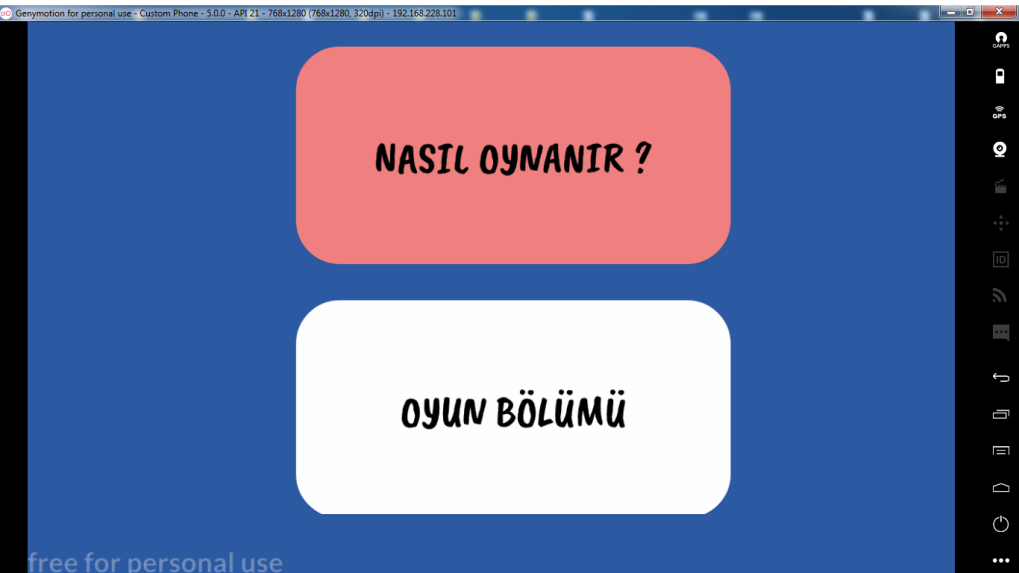 Genymotion for personal use - Custom Phone - 5.0.0 - API 21 - 768x1280 (768x1280, 320dpi) - 192.168.228.101
GAPPS
NASIL OYNANIR ?
GPS
ID
OYUN BÖLÜMÜ
free for personal use